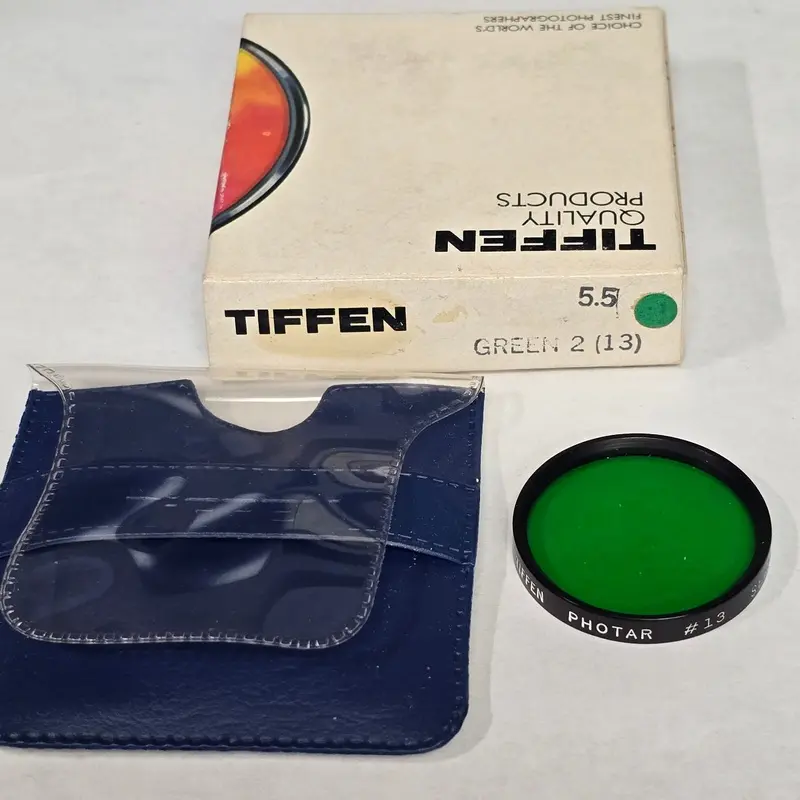 CHOICE OF THE WORLD'S
FINEST PHOTOGRAPHERS
TIFFEN
QUALITY
PRODUCTS
TIFFEN
5.5
GREEN 2 (13)
TIFFEN PHOTAR #13